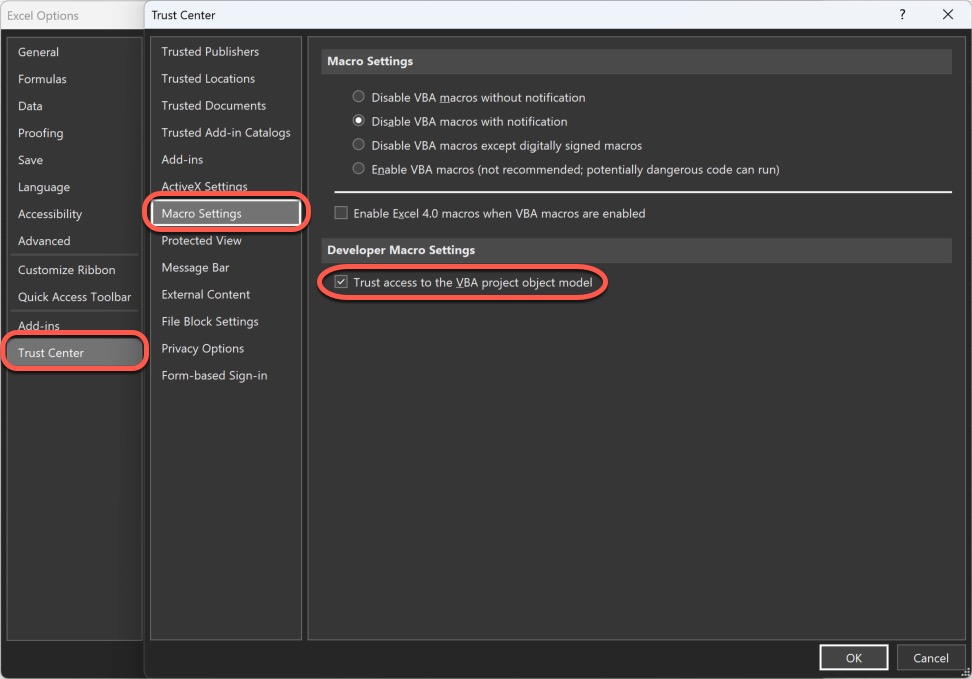 Excel Options
Trust Center
?
General
Formulas
Data
Proofing
Save
Language
Accessibility
Advanced
Customize Ribbon
Quick Access Toolbar
Add-ins
Trust Center
Trusted Publishers
Trusted Locations
Trusted Documents
Trusted Add-in Catalogs
Add-ins
ActiveX Settings
Macro Settings
Protected View
Message Bar
External Content
File Block Settings
Privacy Options
Form-based Sign-in
Macro Settings
Disable VBA macros without notification
Disable VBA macros with notification
Disable VBA macros except digitally signed macros
Enable VBA macros (not recommended; potentially dangerous code can run)
Enable Excel 4.0 macros when VBA macros are enabled
Developer Macro Settings
Trust access to the VBA project object model
OK
Cancel